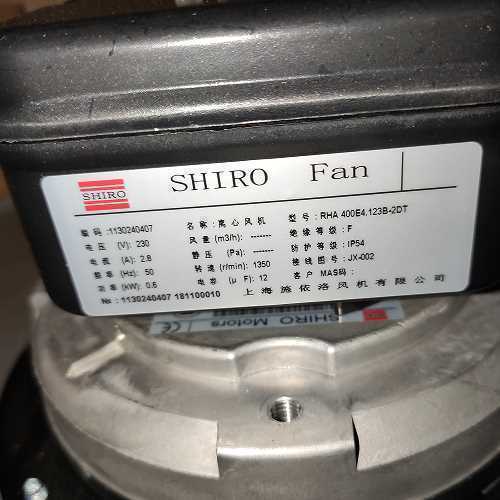 SHIRO
SHIRO Fan
编码:1130240407 名称:离心风机 型号:RHA 400E4.123B-2DT
电压 (V): 230 风量 (m3/h): ------- 绝缘等级:F
电流 (A): 2.8 静压 (Pa): ------- 防护等级:IP54
频率 (Hz): 50 转速 (r/min): 1350 接线图号:JX-002
功率 (kW): 0.6 电容 (μF): 12 客户 MAS码:
№:1130240407 181100010 上海施依洛风机有限公司
SHIRO Motors
CE